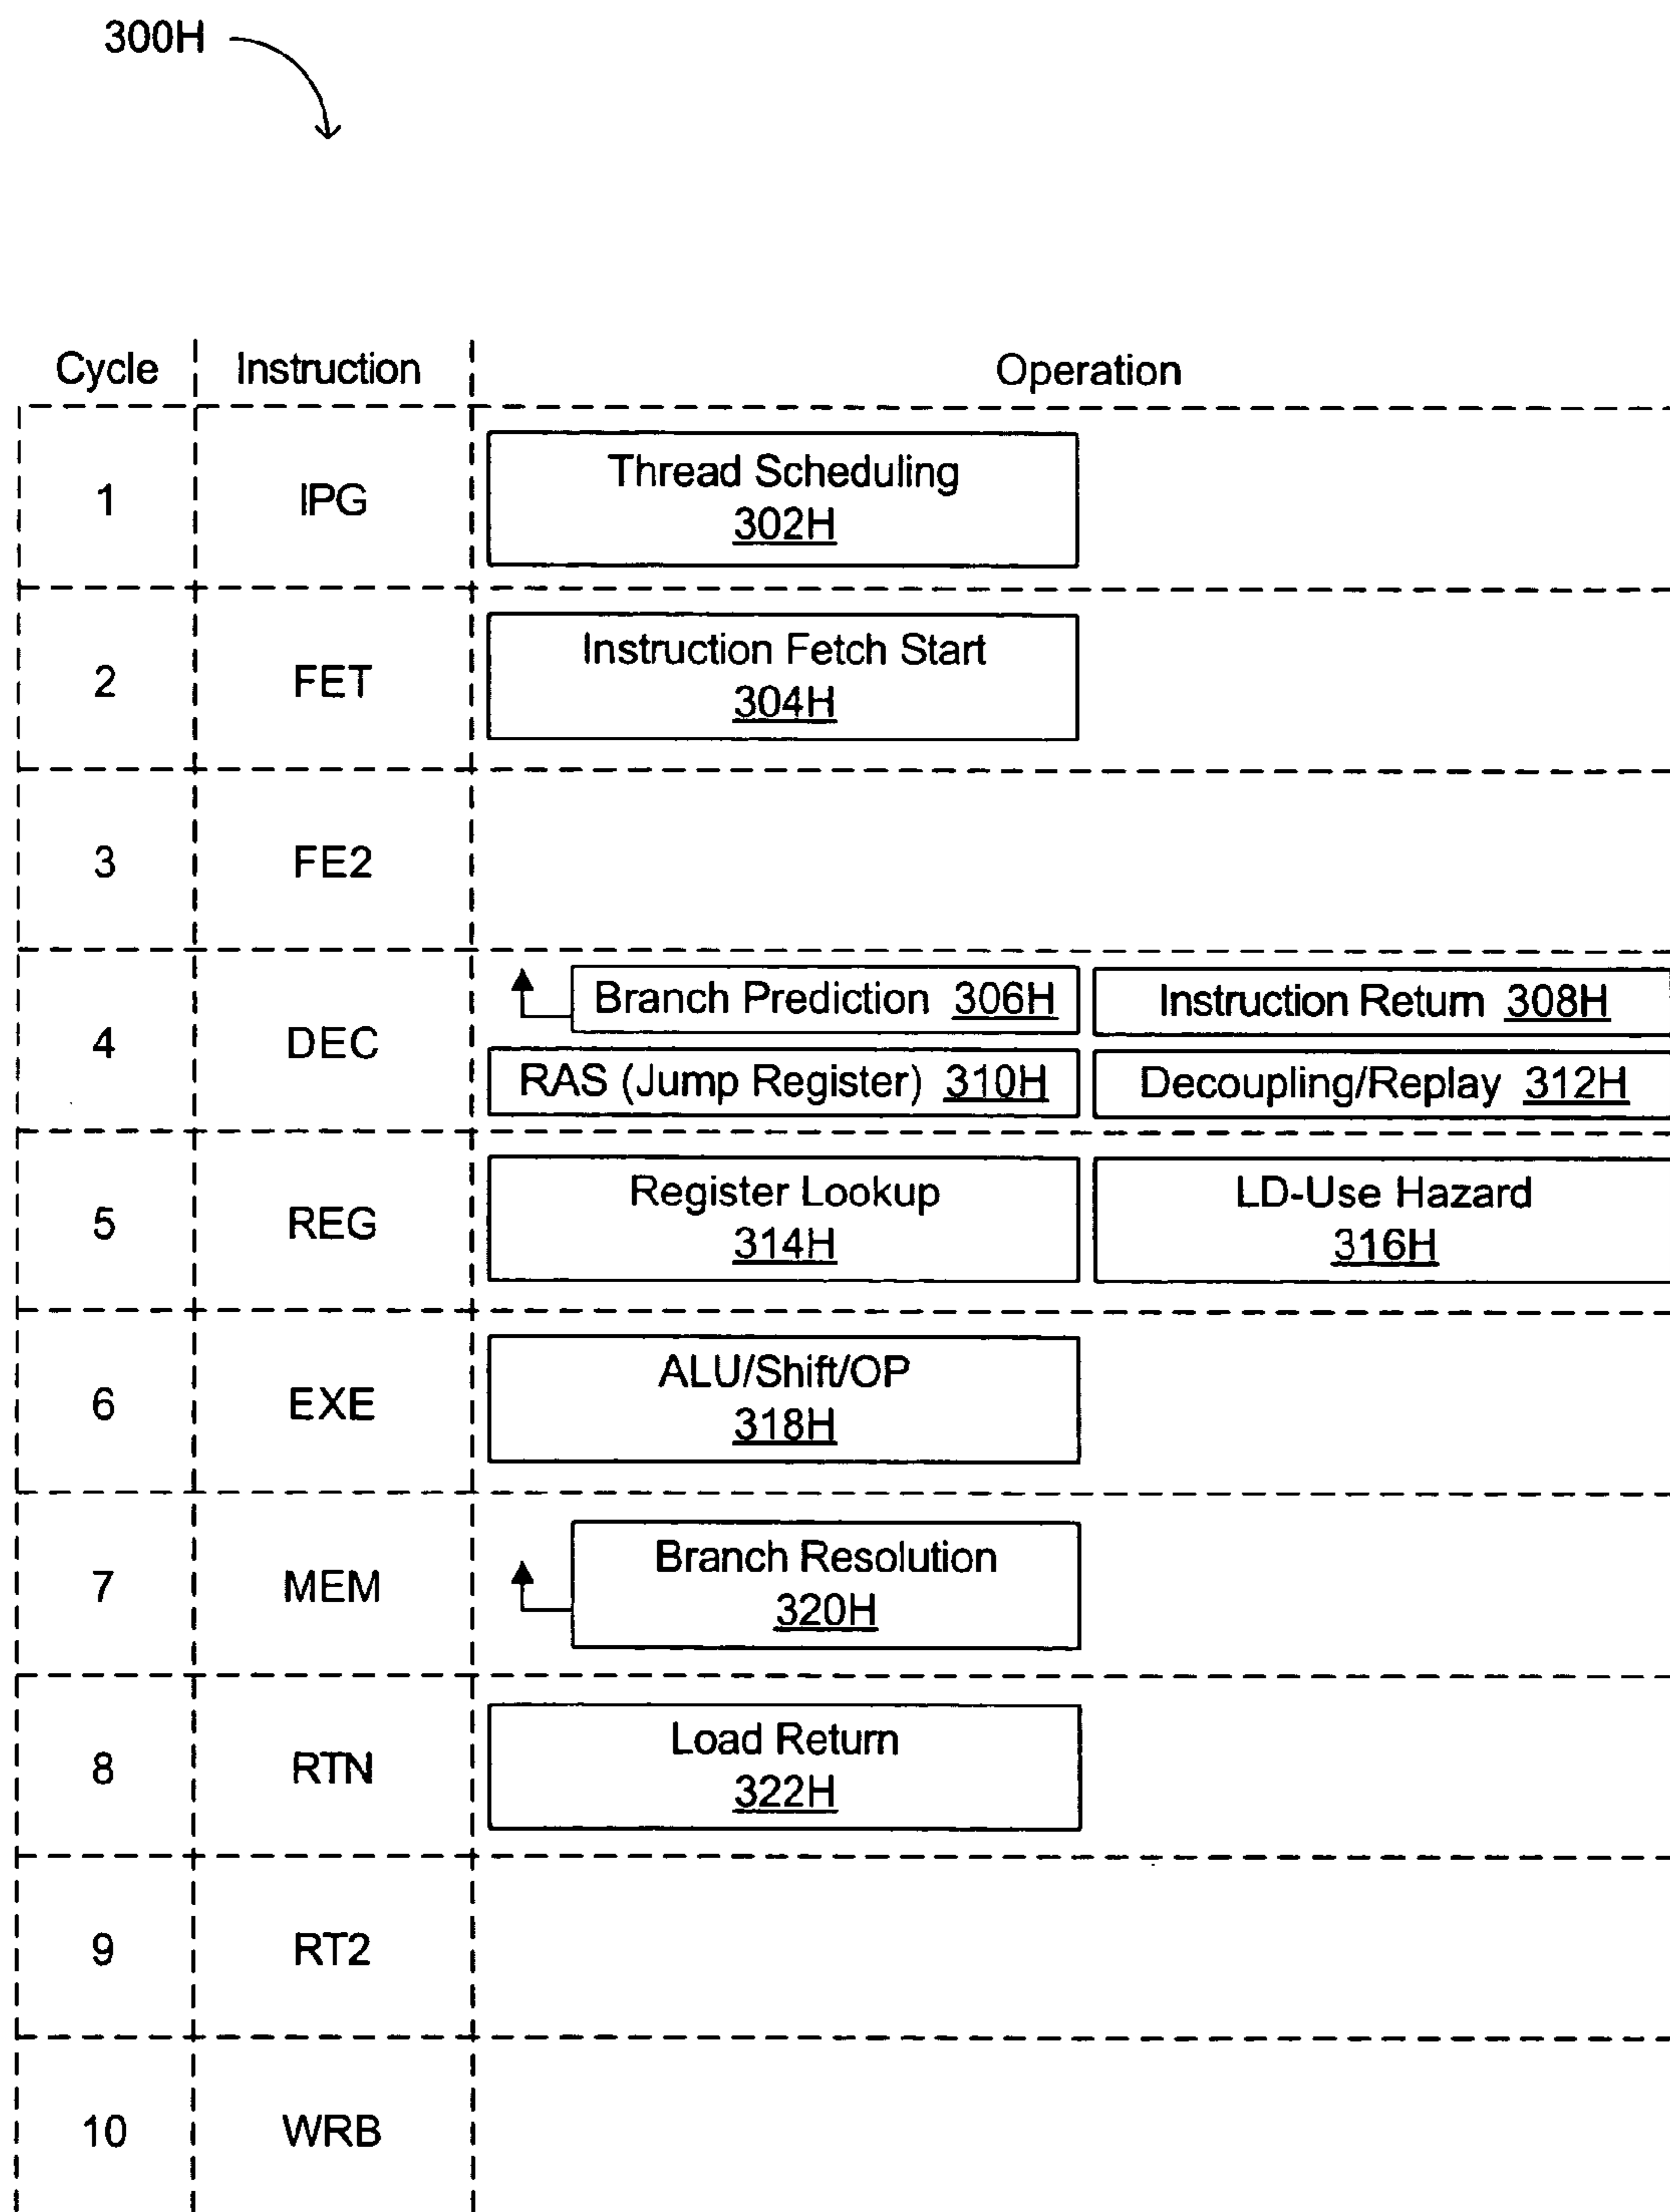 300H
Cycle Instruction Operation
1 IPG Thread Scheduling
302H
2 FET Instruction Fetch Start
304H
3 FE2
4 DEC
Branch Prediction 306H Instruction Return 308H
RAS (Jump Register) 310H Decoupling/Replay 312H
5 REG
Register Lookup LD-Use Hazard
314H 316H
6 EXE ALU/Shift/OP
318H
7 MEM Branch Resolution
320H
8 RTN Load Return
322H
9 RT2
10 WRB